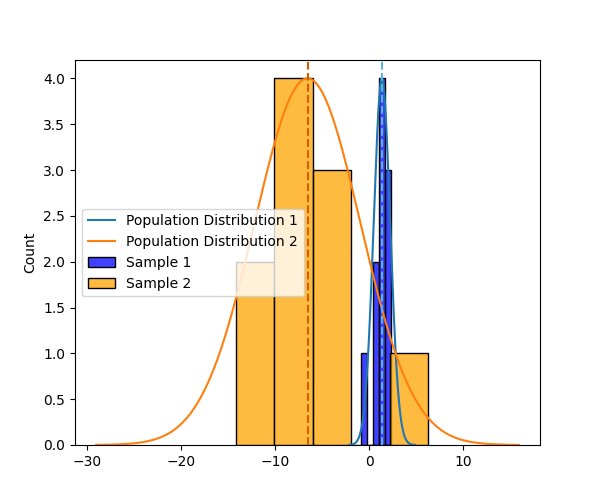 4.0
3.5
3.0
2.5
2.0
1.5
1.0
0.5
0.0
Count
Population Distribution 1
Population Distribution 2
Sample 1
Sample 2
−30
−20
−10
0
10